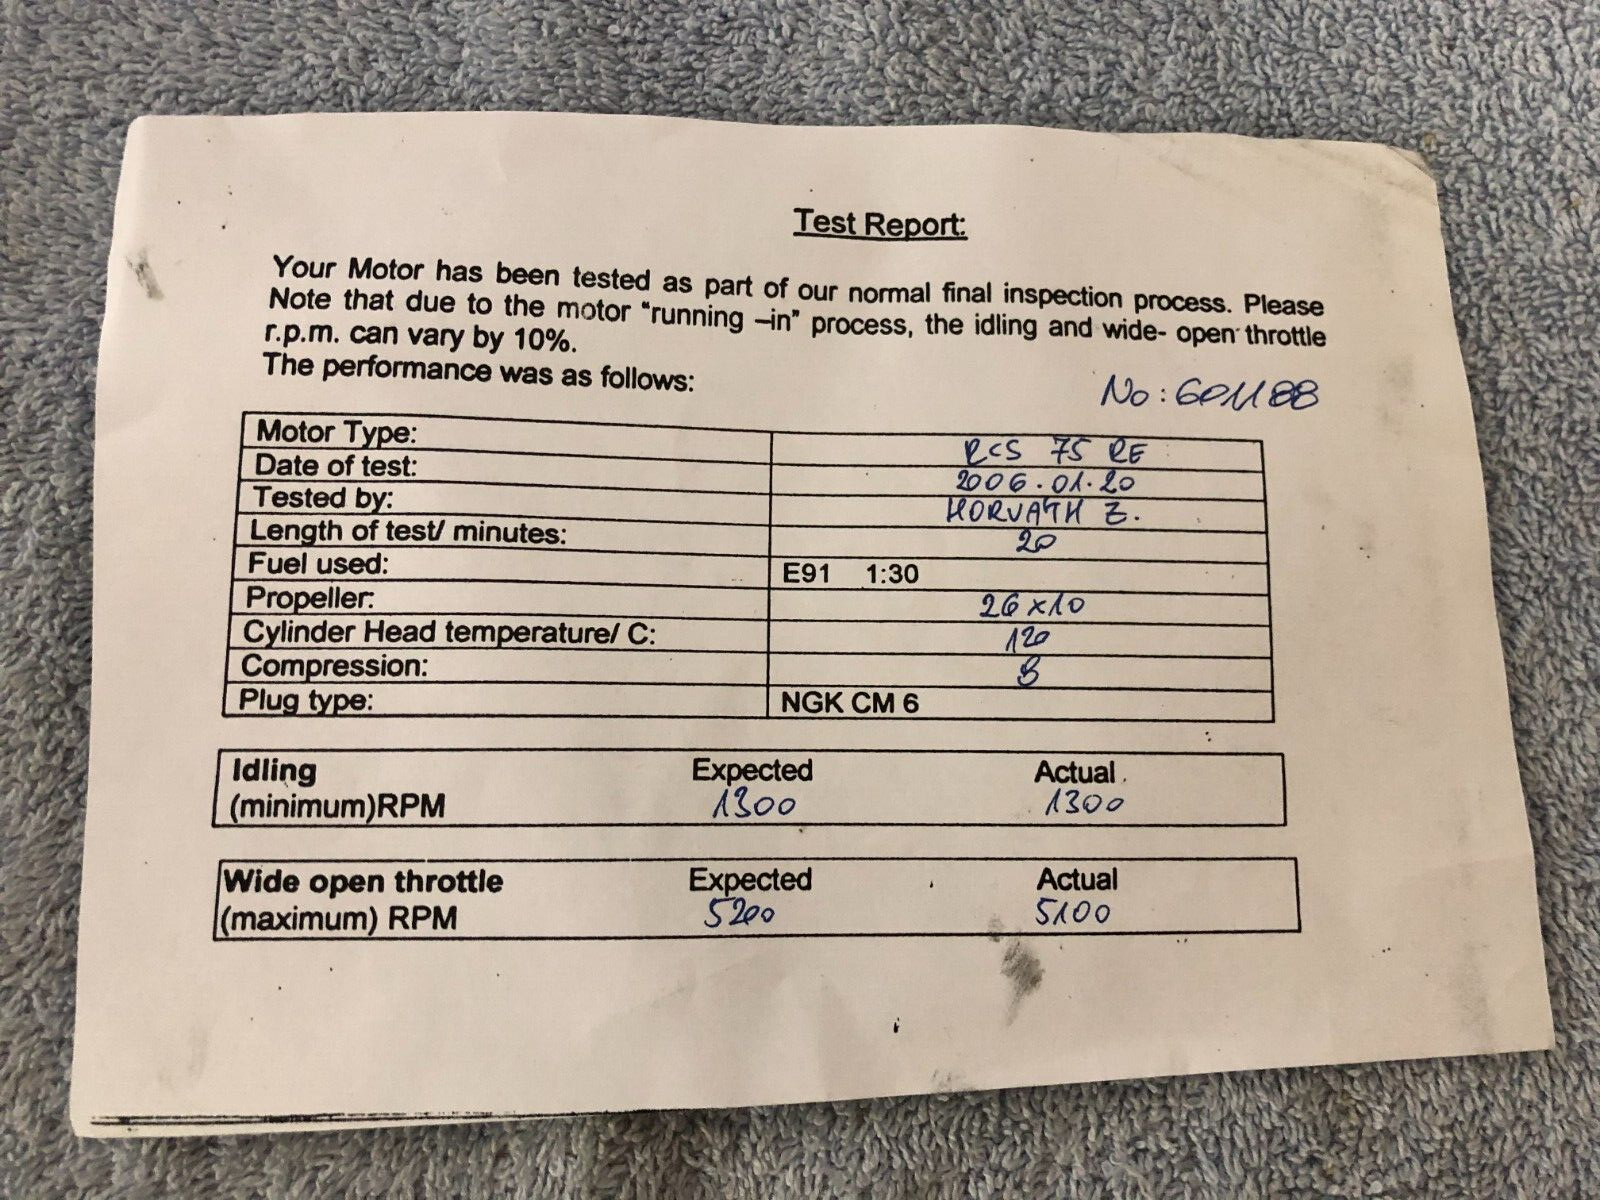 Test Report:
Your Motor has been tested as part of our normal final inspection process. Please
Note that due to the motor "running –in" process, the idling and wide- open throttle
r.p.m. can vary by 10%.
The performance was as follows:
No: 601188
Motor Type: RCS 75 RE
Date of test: 2006.01.20
Tested by: HORVATH Z.
Length of test/ minutes: 20
Fuel used: E91 1:30
Propeller: 26x10
Cylinder Head temperature/ C: 120
Compression: 8
Plug type: NGK CM 6
Idling Expected Actual
(minimum)RPM 1300 1300
Wide open throttle Expected Actual
(maximum) RPM 5200 5100